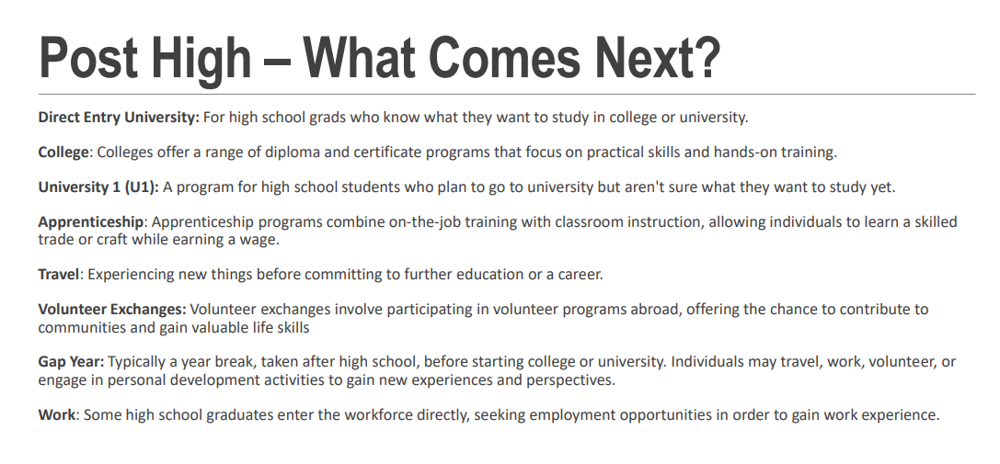 Post High – What Comes Next?
Direct Entry University: For high school grads who know what they want to study in college or university.
College: Colleges offer a range of diploma and certificate programs that focus on practical skills and hands-on training.
University 1 (U1): A program for high school students who plan to go to university but aren't sure what they want to study yet.
Apprenticeship: Apprenticeship programs combine on-the-job training with classroom instruction, allowing individuals to learn a skilled
trade or craft while earning a wage.
Travel: Experiencing new things before committing to further education or a career.
Volunteer Exchanges: Volunteer exchanges involve participating in volunteer programs abroad, offering the chance to contribute to
communities and gain valuable life skills
Gap Year: Typically a year break, taken after high school, before starting college or university. Individuals may travel, work, volunteer, or
engage in personal development activities to gain new experiences and perspectives.
Work: Some high school graduates enter the workforce directly, seeking employment opportunities in order to gain work experience.